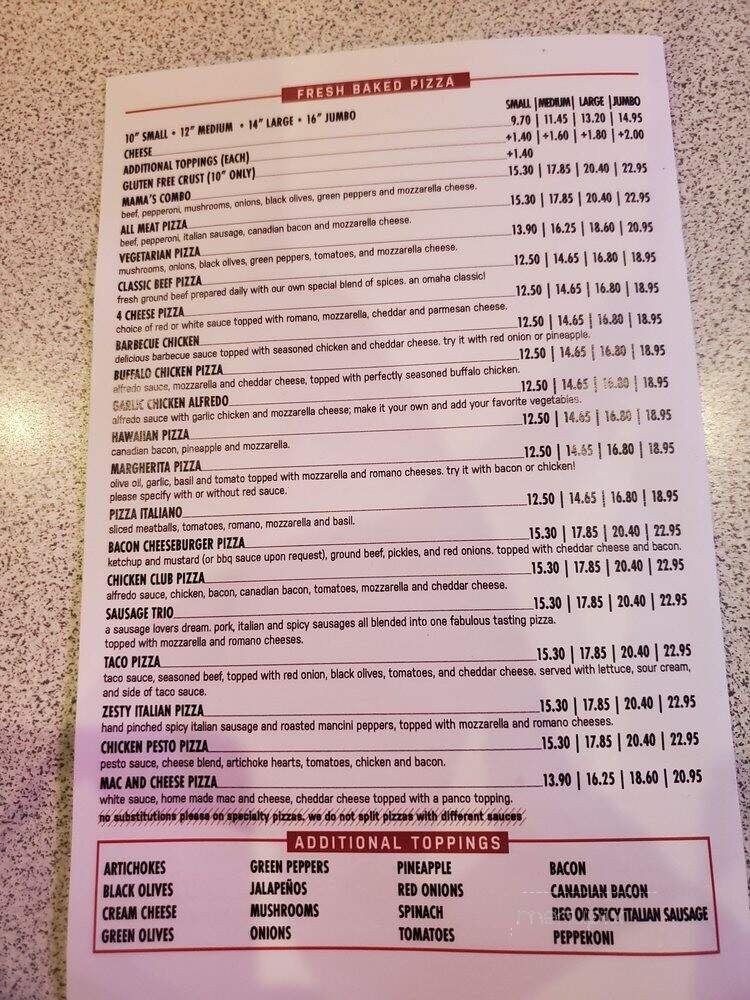 FRESH BAKED PIZZA
SMALL | MEDIUM | LARGE | JUMBO
10" SMALL • 12" MEDIUM • 14" LARGE • 16" JUMBO
CHEESE 9.70 | 11.45 | 13.20 | 14.95
ADDITIONAL TOPPINGS (EACH) +1.40 | +1.60 | +1.80 | +2.00
GLUTEN FREE CRUST (10" ONLY) +1.40
MAMA'S COMBO 15.30 | 17.85 | 20.40 | 22.95
beef, pepperoni, mushrooms, onions, black olives, green peppers and mozzarella cheese.
ALL MEAT PIZZA 15.30 | 17.85 | 20.40 | 22.95
beef, pepperoni, italian sausage, canadian bacon and mozzarella cheese.
VEGETARIAN PIZZA 13.90 | 16.25 | 18.60 | 20.95
mushrooms, onions, black olives, green peppers, tomatoes, and mozzarella cheese.
CLASSIC BEEF PIZZA 12.50 | 14.65 | 16.80 | 18.95
fresh ground beef prepared daily with our own special blend of spices. an omaha classic!
4 CHEESE PIZZA 12.50 | 14.65 | 16.80 | 18.95
choice of red or white sauce topped with romano, mozzarella, cheddar and parmesan cheese.
BARBECUE CHICKEN 12.50 | 14.65 | 16.80 | 18.95
delicious barbecue sauce topped with seasoned chicken and cheddar cheese. try it with red onion or pineapple.
BUFFALO CHICKEN PIZZA 12.50 | 14.65 | 16.80 | 18.95
alfredo sauce, mozzarella and cheddar cheese, topped with perfectly seasoned buffalo chicken.
GARLIC CHICKEN ALFREDO 12.50 | 14.65 | 16.80 | 18.95
alfredo sauce with garlic chicken and mozzarella cheese; make it your own and add your favorite vegetables.
HAWAIIAN PIZZA 12.50 | 14.65 | 16.80 | 18.95
canadian bacon, pineapple and mozzarella.
MARGHERITA PIZZA 12.50 | 14.65 | 16.80 | 18.95
olive oil, garlic, basil and tomato topped with mozzarella and romano cheeses. try it with bacon or chicken!
please specify with or without red sauce.
PIZZA ITALIANO 12.50 | 14.65 | 16.80 | 18.95
sliced meatballs, tomatoes, romano, mozzarella and basil.
BACON CHEESEBURGER PIZZA 15.30 | 17.85 | 20.40 | 22.95
ketchup and mustard (or bbq sauce upon request), ground beef, pickles, and red onions. topped with cheddar cheese and bacon.
CHICKEN CLUB PIZZA 15.30 | 17.85 | 20.40 | 22.95
alfredo sauce, chicken, bacon, canadian bacon, tomatoes, mozzarella and cheddar cheese.
SAUSAGE TRIO 15.30 | 17.85 | 20.40 | 22.95
a sausage lovers dream. pork, italian and spicy sausages all blended into one fabulous tasting pizza.
topped with mozzarella and romano cheeses.
TACO PIZZA 15.30 | 17.85 | 20.40 | 22.95
taco sauce, seasoned beef, topped with red onion, black olives, tomatoes, and cheddar cheese. served with lettuce, sour cream,
and side of taco sauce.
ZESTY ITALIAN PIZZA 15.30 | 17.85 | 20.40 | 22.95
hand pinched spicy italian sausage and roasted mancini peppers, topped with mozzarella and romano cheeses.
CHICKEN PESTO PIZZA 15.30 | 17.85 | 20.40 | 22.95
pesto sauce, cheese blend, artichoke hearts, tomatoes, chicken and bacon.
MAC AND CHEESE PIZZA 13.90 | 16.25 | 18.60 | 20.95
white sauce, home made mac and cheese, cheddar cheese topped with a panco topping.
no substitutions please on specialty pizzas. we do not split pizzas with different sauces
ADDITIONAL TOPPINGS
ARTICHOKES GREEN PEPPERS PINEAPPLE BACON
BLACK OLIVES JALAPEÑOS RED ONIONS CANADIAN BACON
CREAM CHEESE MUSHROOMS SPINACH REG OR SPICY ITALIAN SAUSAGE
GREEN OLIVES ONIONS TOMATOES PEPPERONI